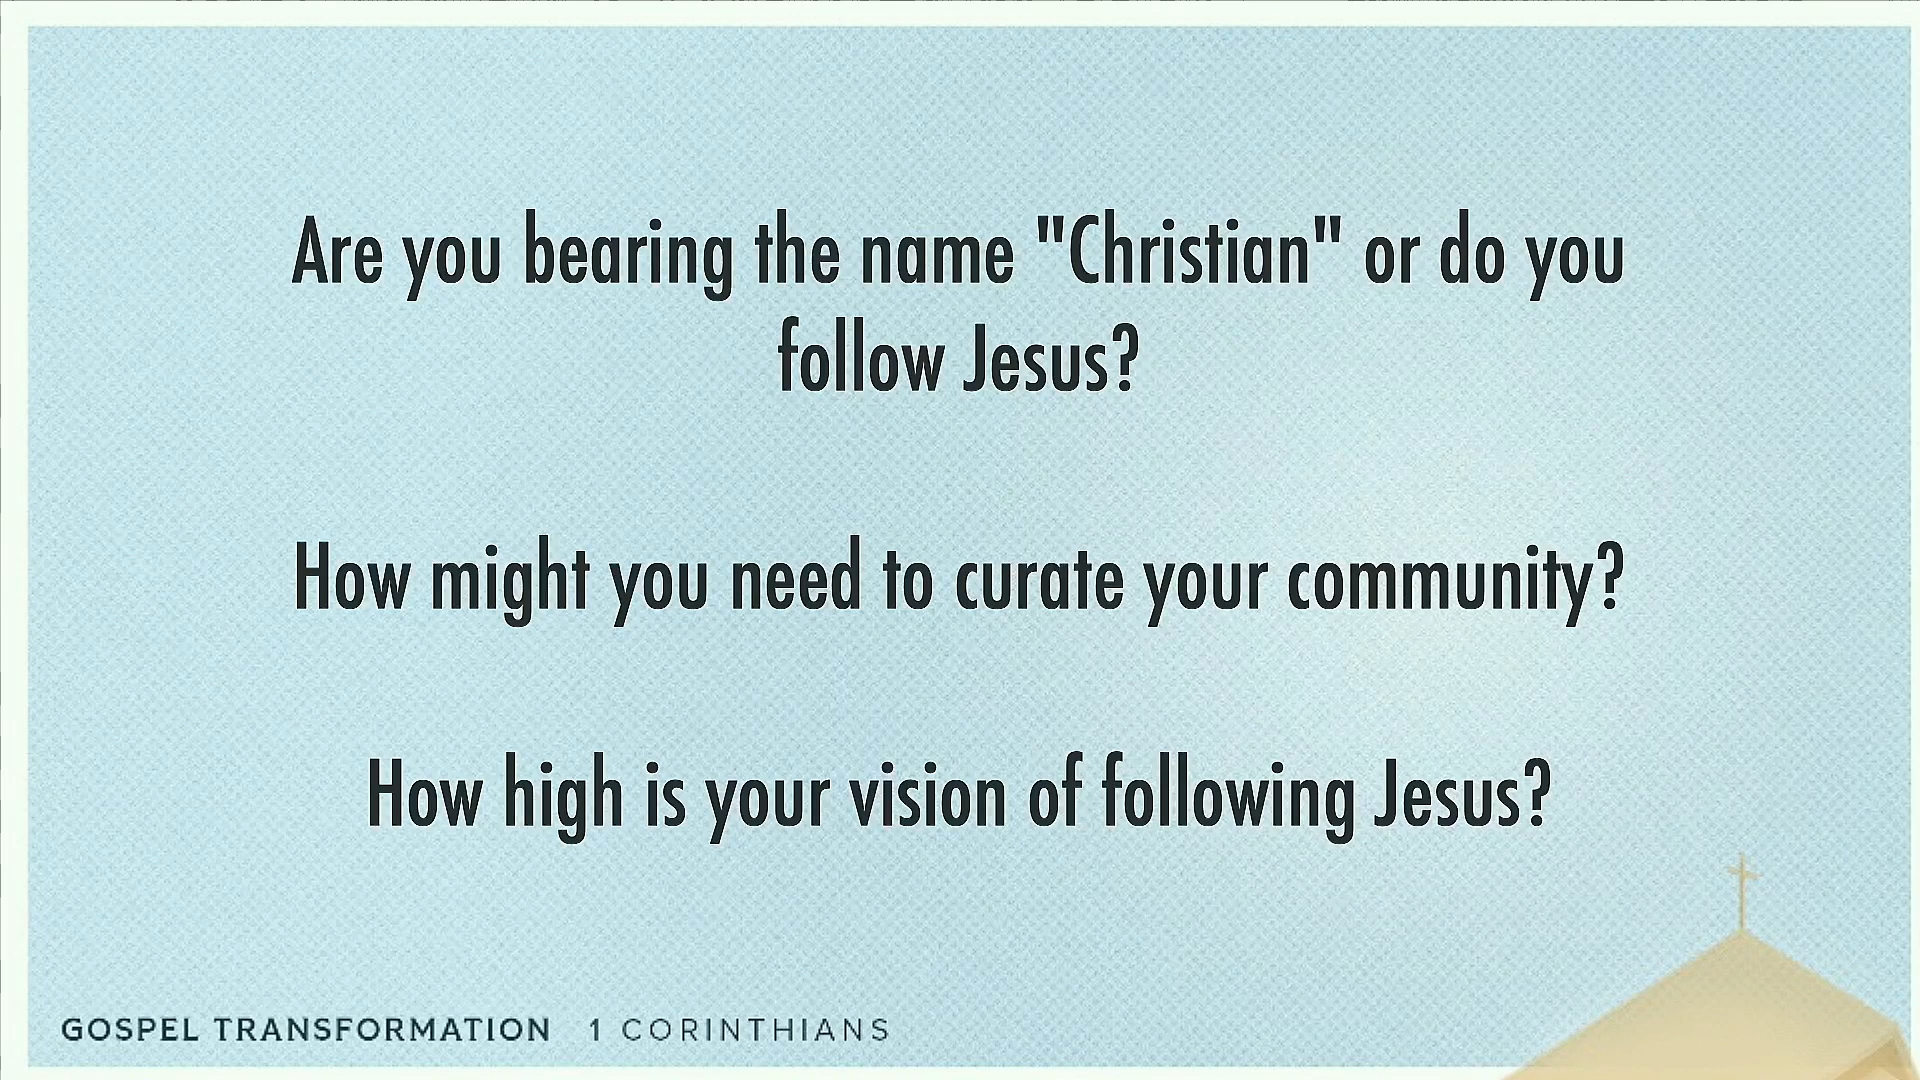 Are you bearing the name "Christian" or do you
follow Jesus?
How might you need to curate your community?
How high is your vision of following Jesus?
GOSPEL TRANSFORMATION 1 CORINTHIANS